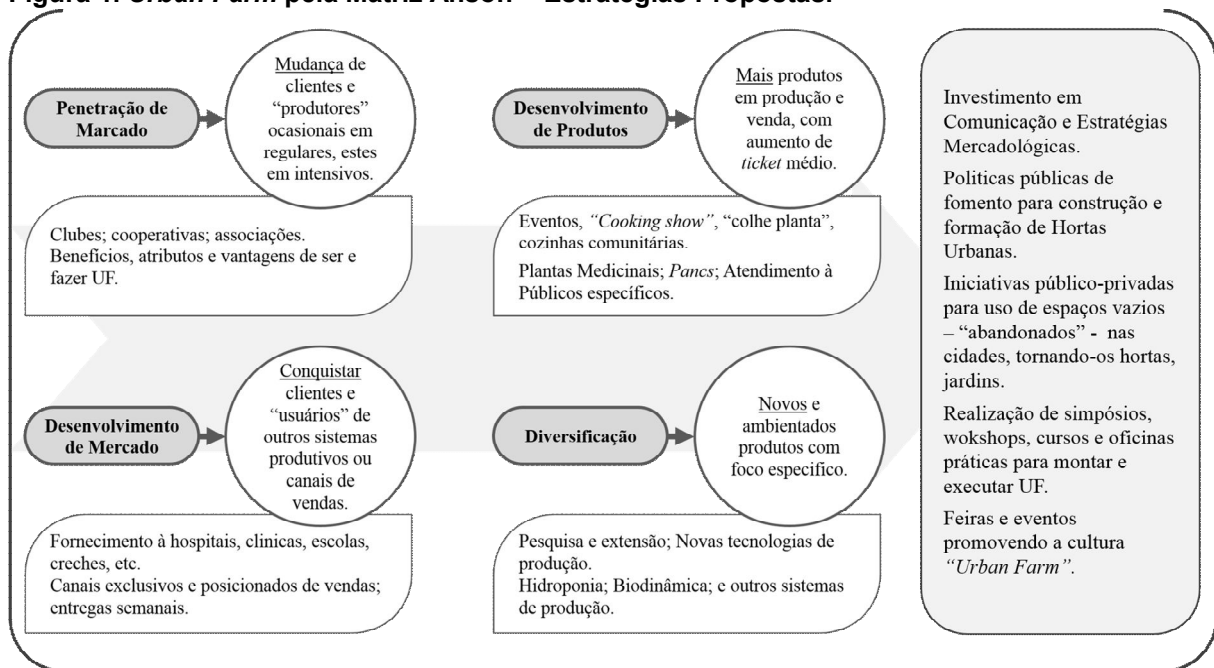 Figura 4. Urban Farm pela Matriz Ansoff – Estratégias Propostas.
Penetração de
Marcado
Mudança de
clientes e
“produtores”
ocasionais em
regulares, estes
em intensivos.
Clubes; cooperativas; associações.
Benefícios, atributos e vantagens de ser e
fazer UF.
Desenvolvimento
de Produtos
Mais produtos
em produção e
venda, com
aumento de
ticket médio.
Eventos, “Cooking show”, “colhe planta”,
cozinhas comunitárias.
Plantas Medicinais; Pancs; Atendimento à
Públicos específicos.
Desenvolvimento
de Mercado
Conquistar
clientes e
“usuários” de
outros sistemas
produtivos ou
canais de
vendas.
Fornecimento à hospitais, clinicas, escolas,
creches, etc.
Canais exclusivos e posicionados de vendas;
entregas semanais.
Diversificação
Novos e
ambientados
produtos com
foco especifico.
Pesquisa e extensão; Novas tecnologias de
produção.
Hidroponia; Biodinâmica; e outros sistemas
de produção.
Investimento em
Comunicação e Estratégias
Mercadológicas.
Politicas públicas de
fomento para construção e
formação de Hortas
Urbanas.
Iniciativas público-privadas
para uso de espaços vazios
– “abandonados” - nas
cidades, tornando-os hortas,
jardins.
Realização de simpósios,
wokshops, cursos e oficinas
práticas para montar e
executar UF.
Feiras e eventos
promovendo a cultura
“Urban Farm”.